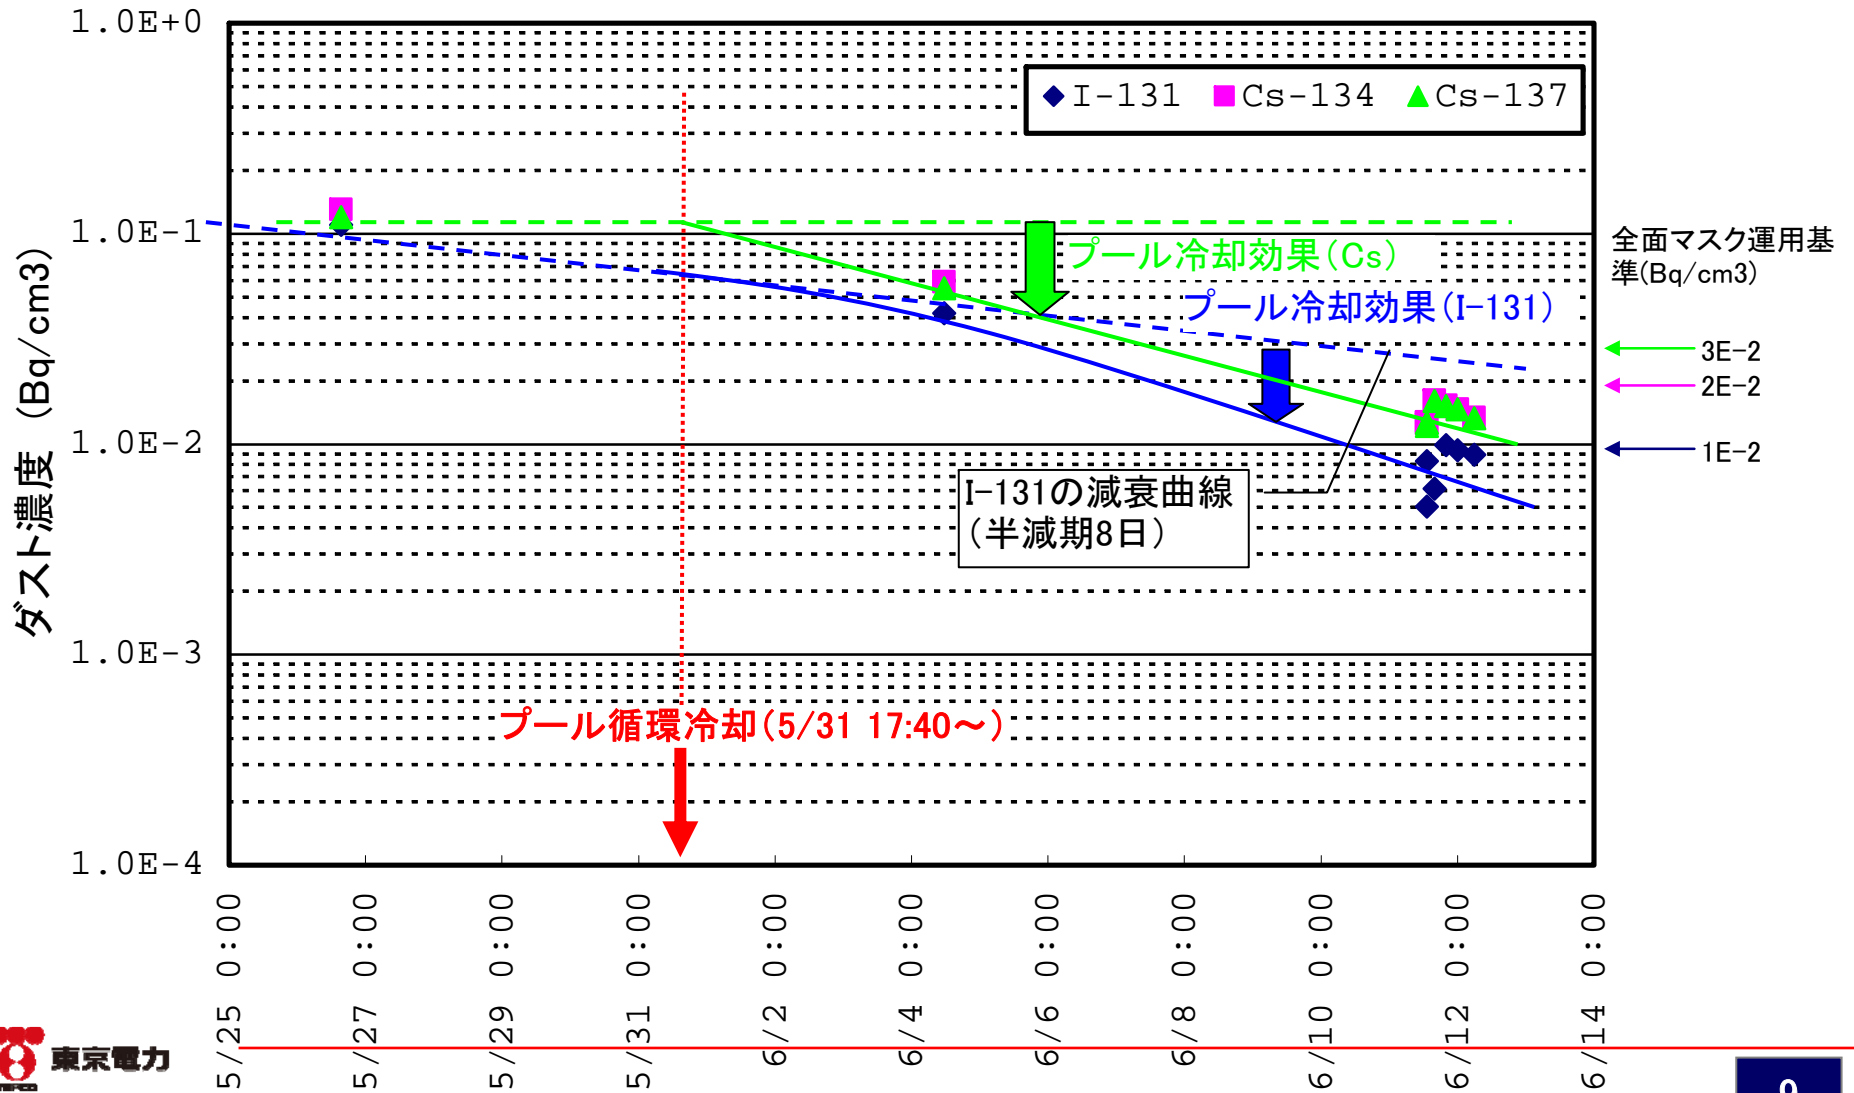 1.0E+0
1.0E-1
1.0E-2
1.0E-3
1.0E-4
ダスト濃度 (Bq/cm3)
I-131 Cs-134 Cs-137
プール冷却効果(Cs)
プール冷却効果(I-131)
I-131の減衰曲線
(半減期8日)
プール循環冷却(5/31 17:40~)
全面マスク運用基
準(Bq/cm3)
3E-2
2E-2
1E-2
5/25 0:00
5/27 0:00
5/29 0:00
5/31 0:00
6/2 0:00
6/4 0:00
6/6 0:00
6/8 0:00
6/10 0:00
6/12 0:00
6/14 0:00
東京電力